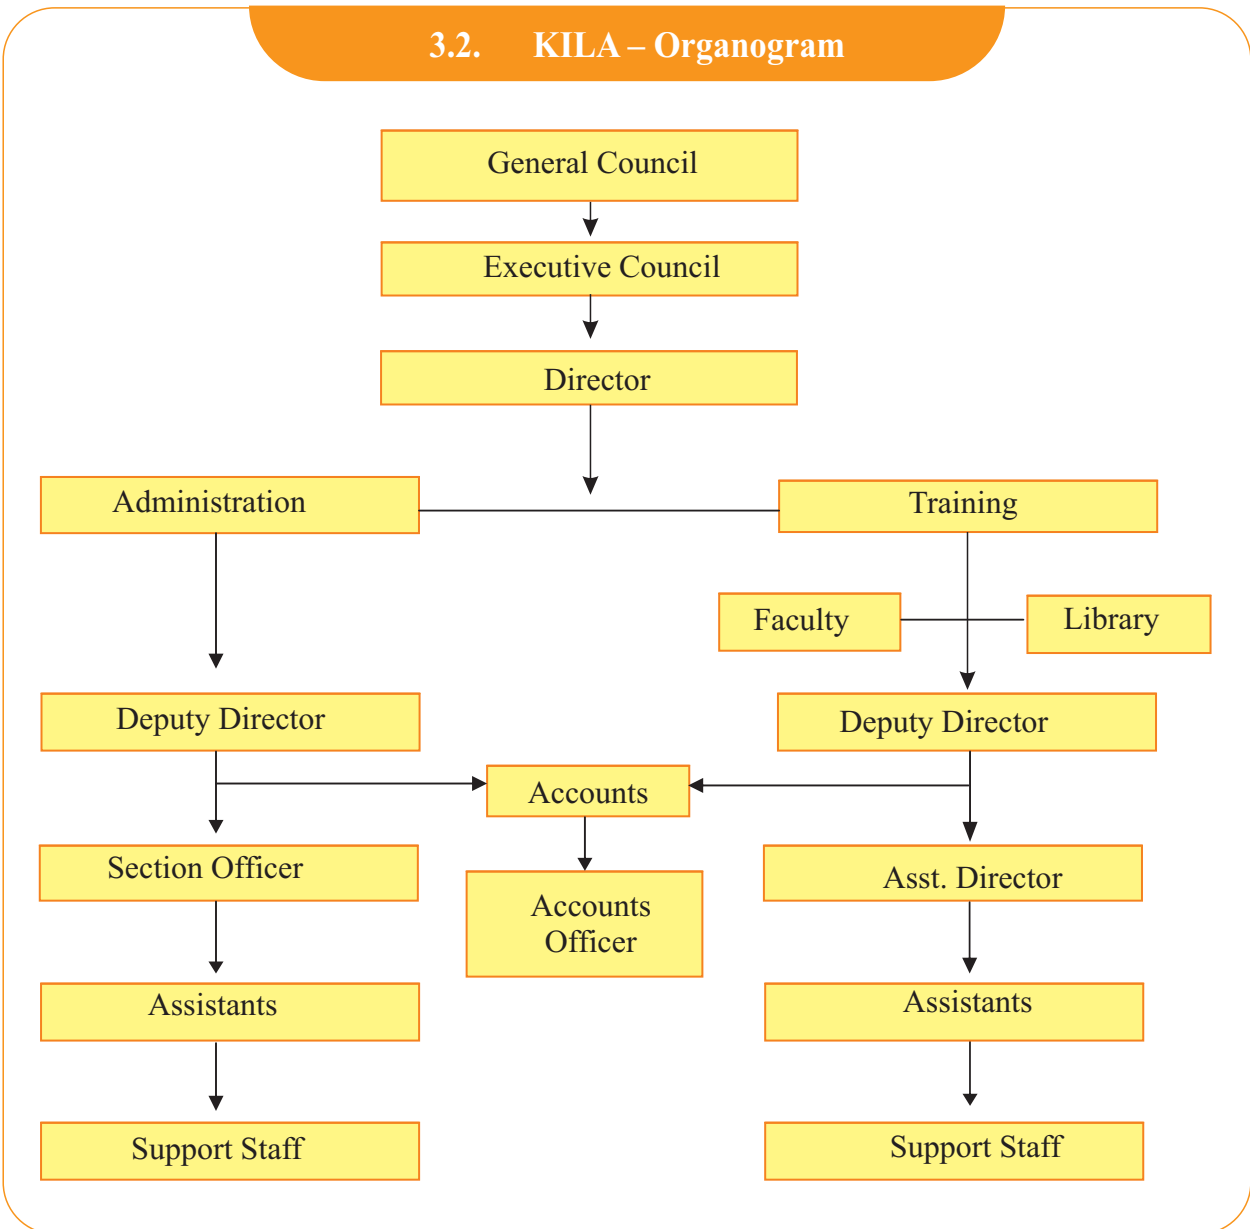 3.2. KILA – Organogram
General Council
Executive Council
Director
Administration
Training
Faculty
Library
Deputy Director
Deputy Director
Accounts
Section Officer
Accounts
Officer
Asst. Director
Assistants
Assistants
Support Staff
Support Staff